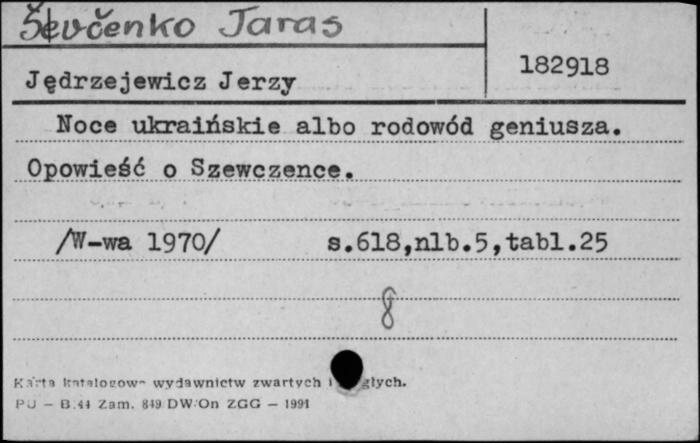 Ševčenko Taras
182918
Jędrzejewicz Jerzy
Noce ukraińskie albo rodowód geniusza.
Opowieść o Szewczence.
/W-wa 1970/ s.618,nlb.5,tabl.25
8
Karta katalogowa wydawnictw zwartych i
PU — B.44 Zam. 849 DW/On ZGG — 1991